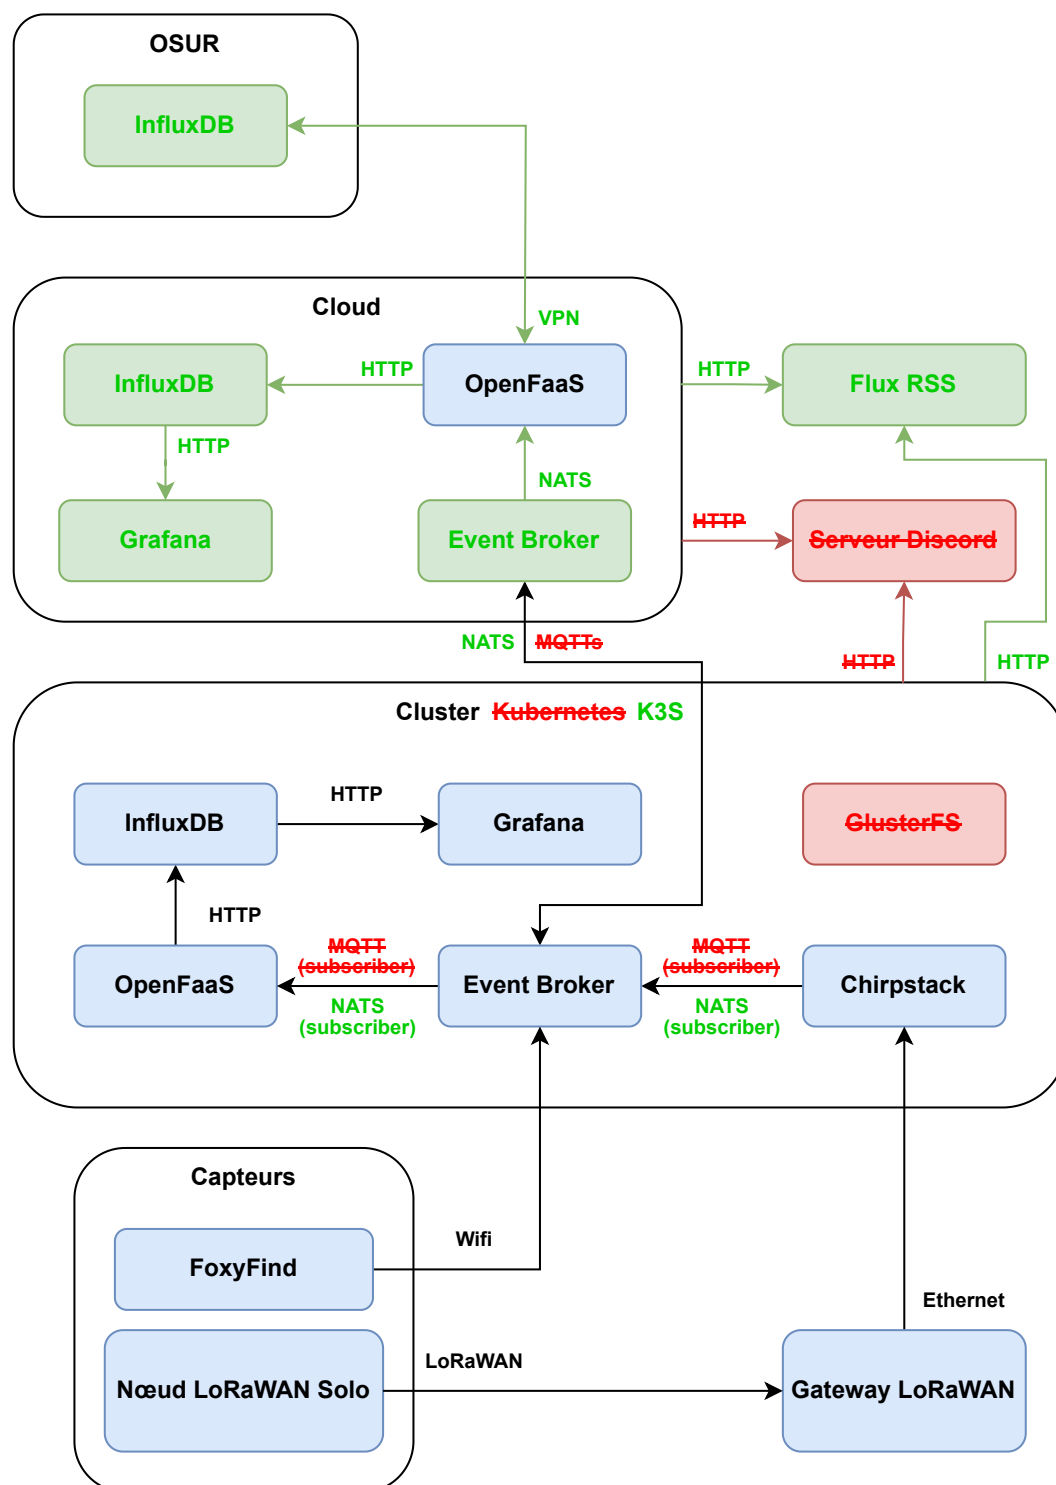 OSUR
InfluxDB
VPN
Cloud
InfluxDB
HTTP
OpenFaaS
HTTP
Flux RSS
HTTP
NATS
Grafana
Event Broker
HTTP
Serveur Discord
NATS MQTTs
HTTP
HTTP
Cluster Kubernetes K3S
InfluxDB
HTTP
Grafana
GlusterFS
HTTP
OpenFaaS
MQTT
(subscriber)
NATS
(subscriber)
Event Broker
MQTT
(subscriber)
NATS
(subscriber)
Chirpstack
Capteurs
FoxyFind
Wifi
Ethernet
Nœud LoRaWAN Solo
LoRaWAN
Gateway LoRaWAN